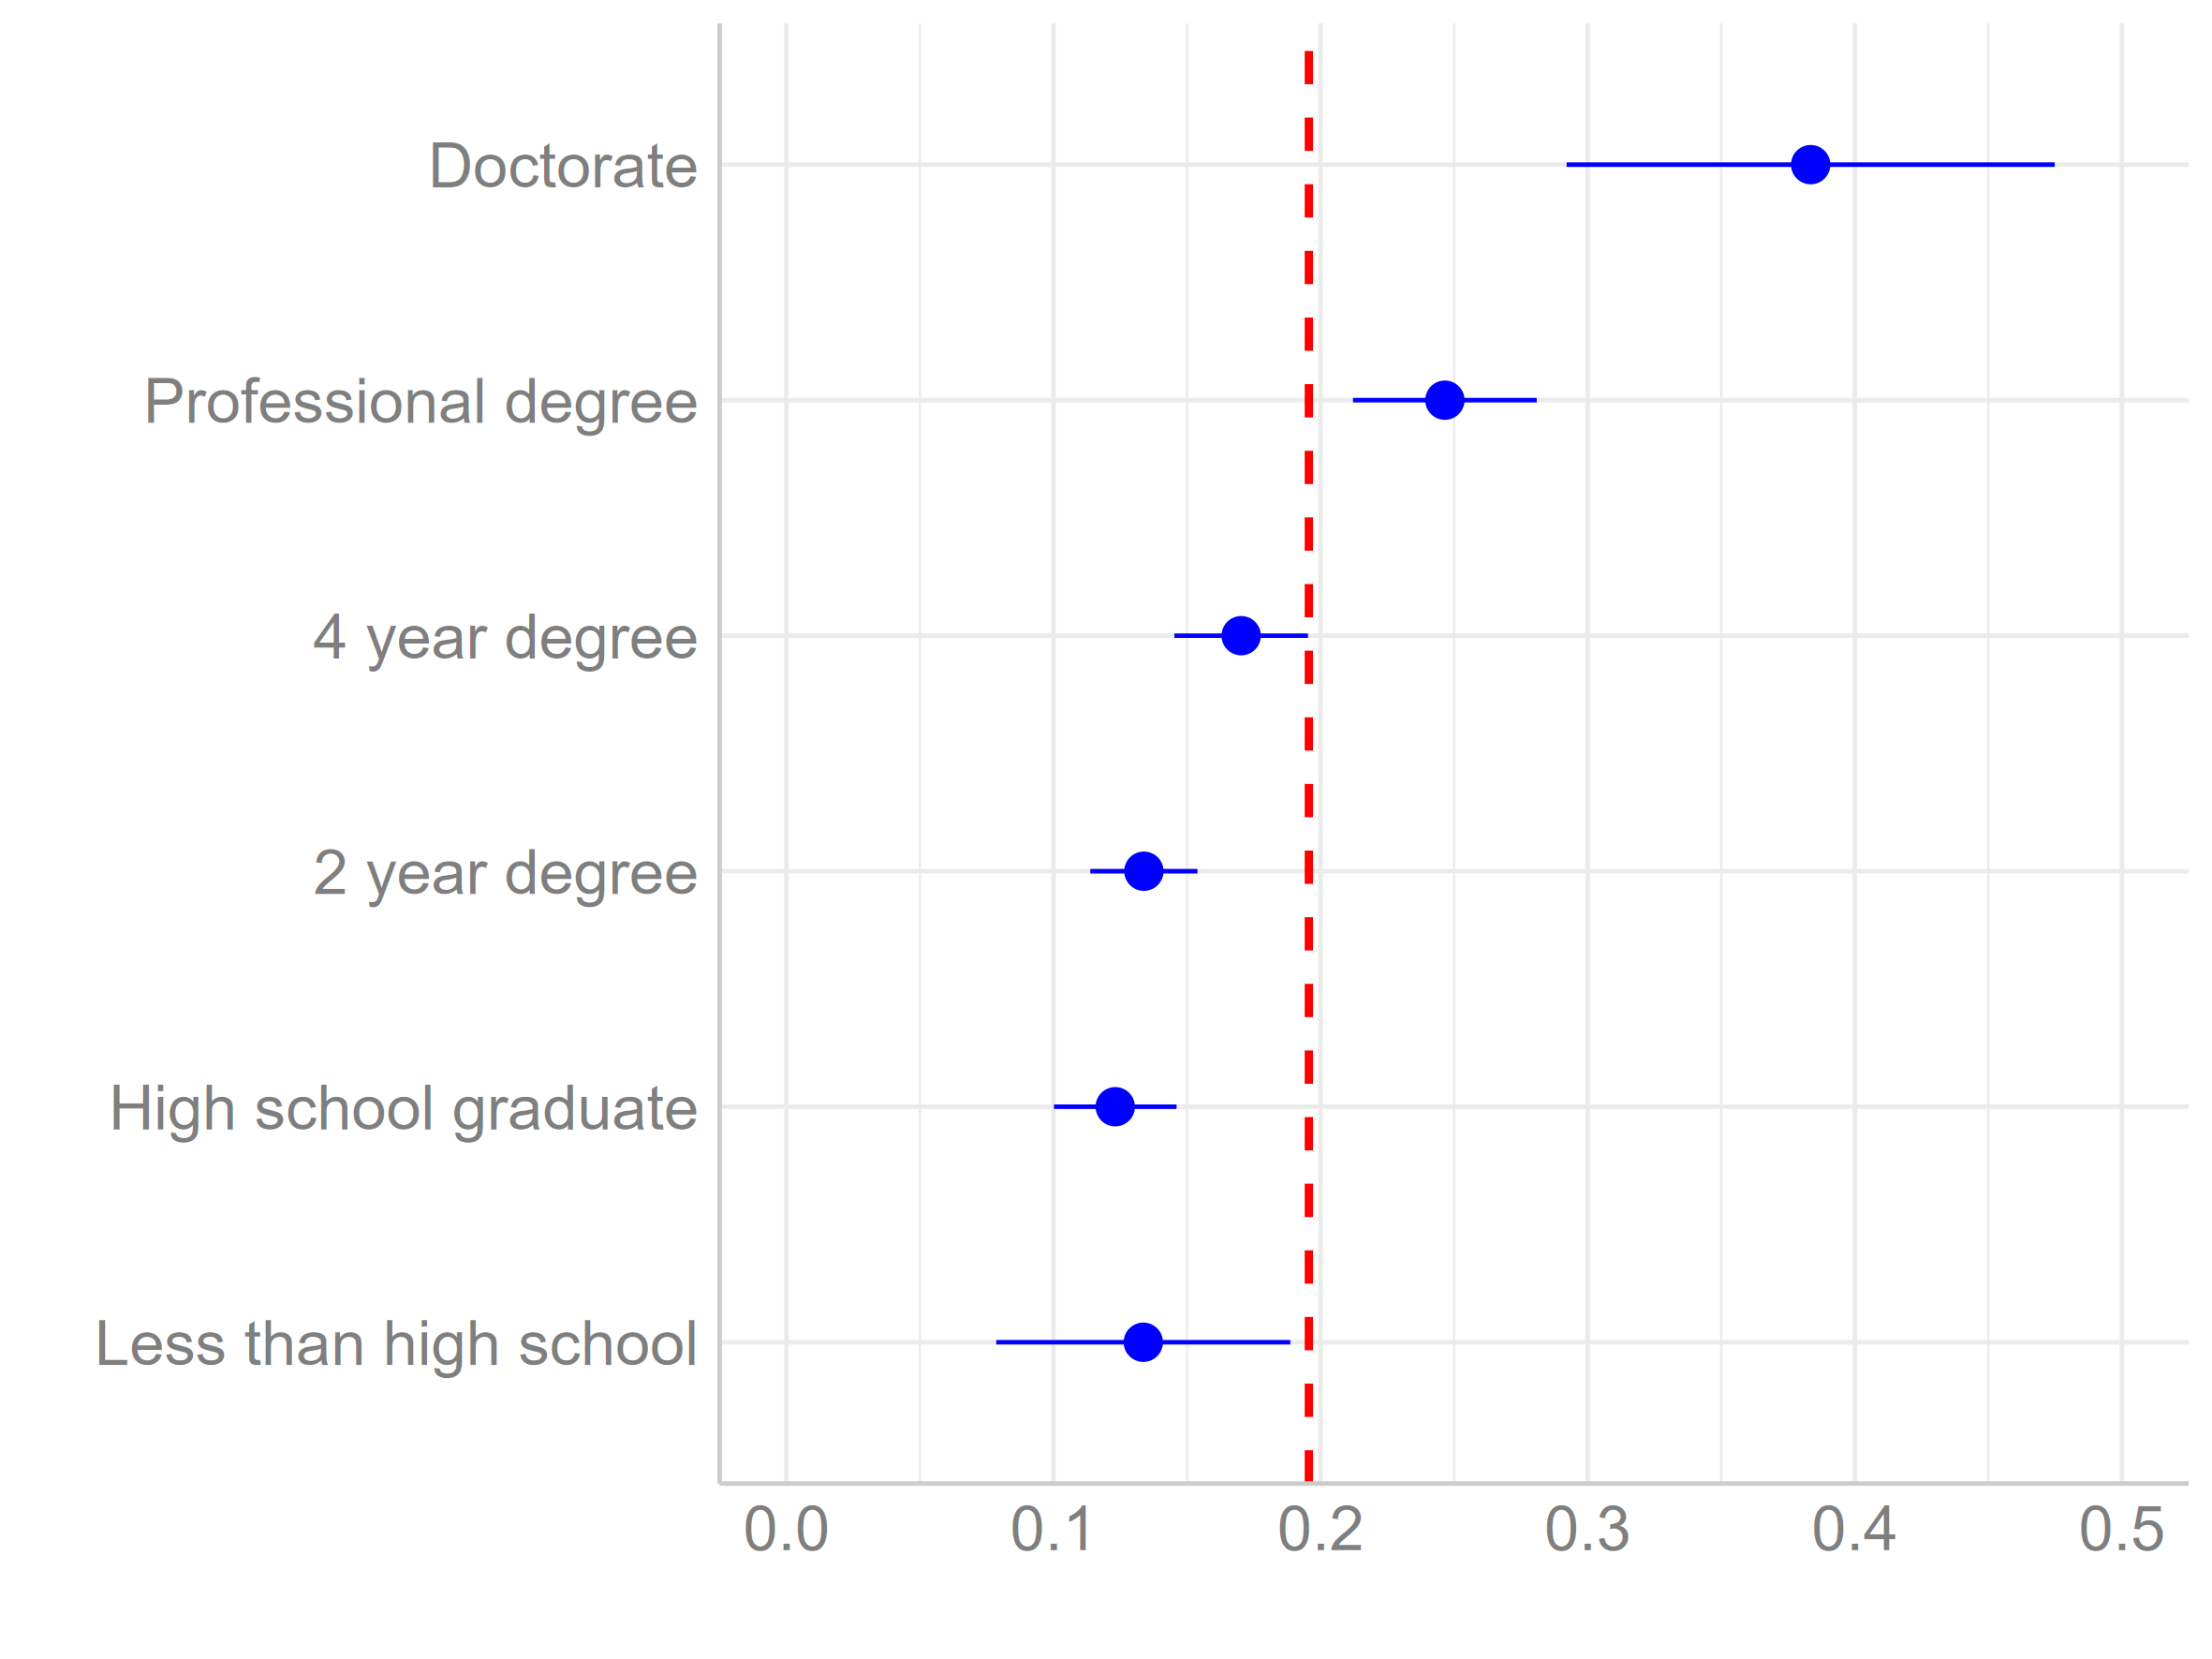 Doctorate
Professional degree
4 year degree
2 year degree
High school graduate
Less than high school
0.0 0.1 0.2 0.3 0.4 0.5